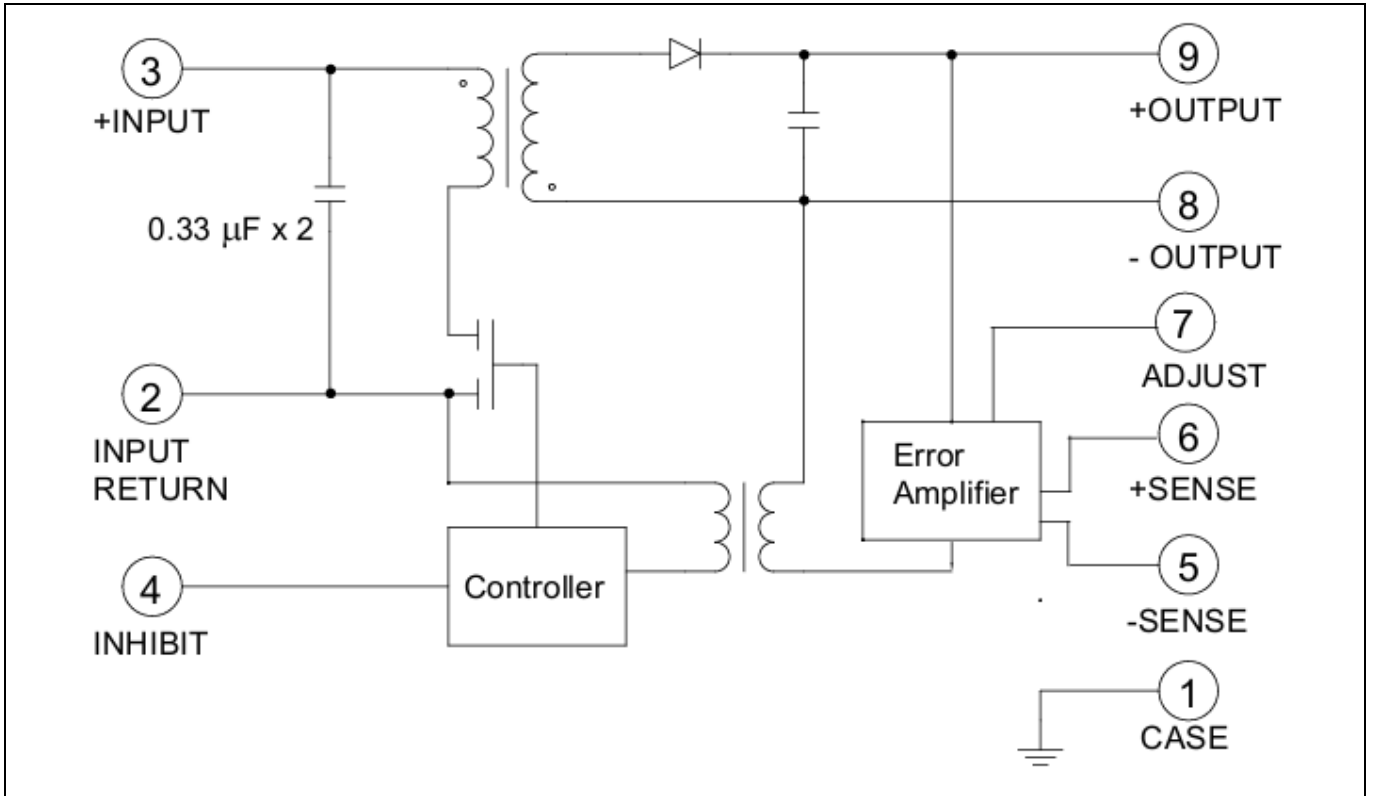 3
+INPUT
0.33 μF x 2
2
INPUT
RETURN
4
INHIBIT
Controller
Error
Amplifier
9
+OUTPUT
8
- OUTPUT
7
ADJUST
6
+SENSE
5
-SENSE
1
CASE